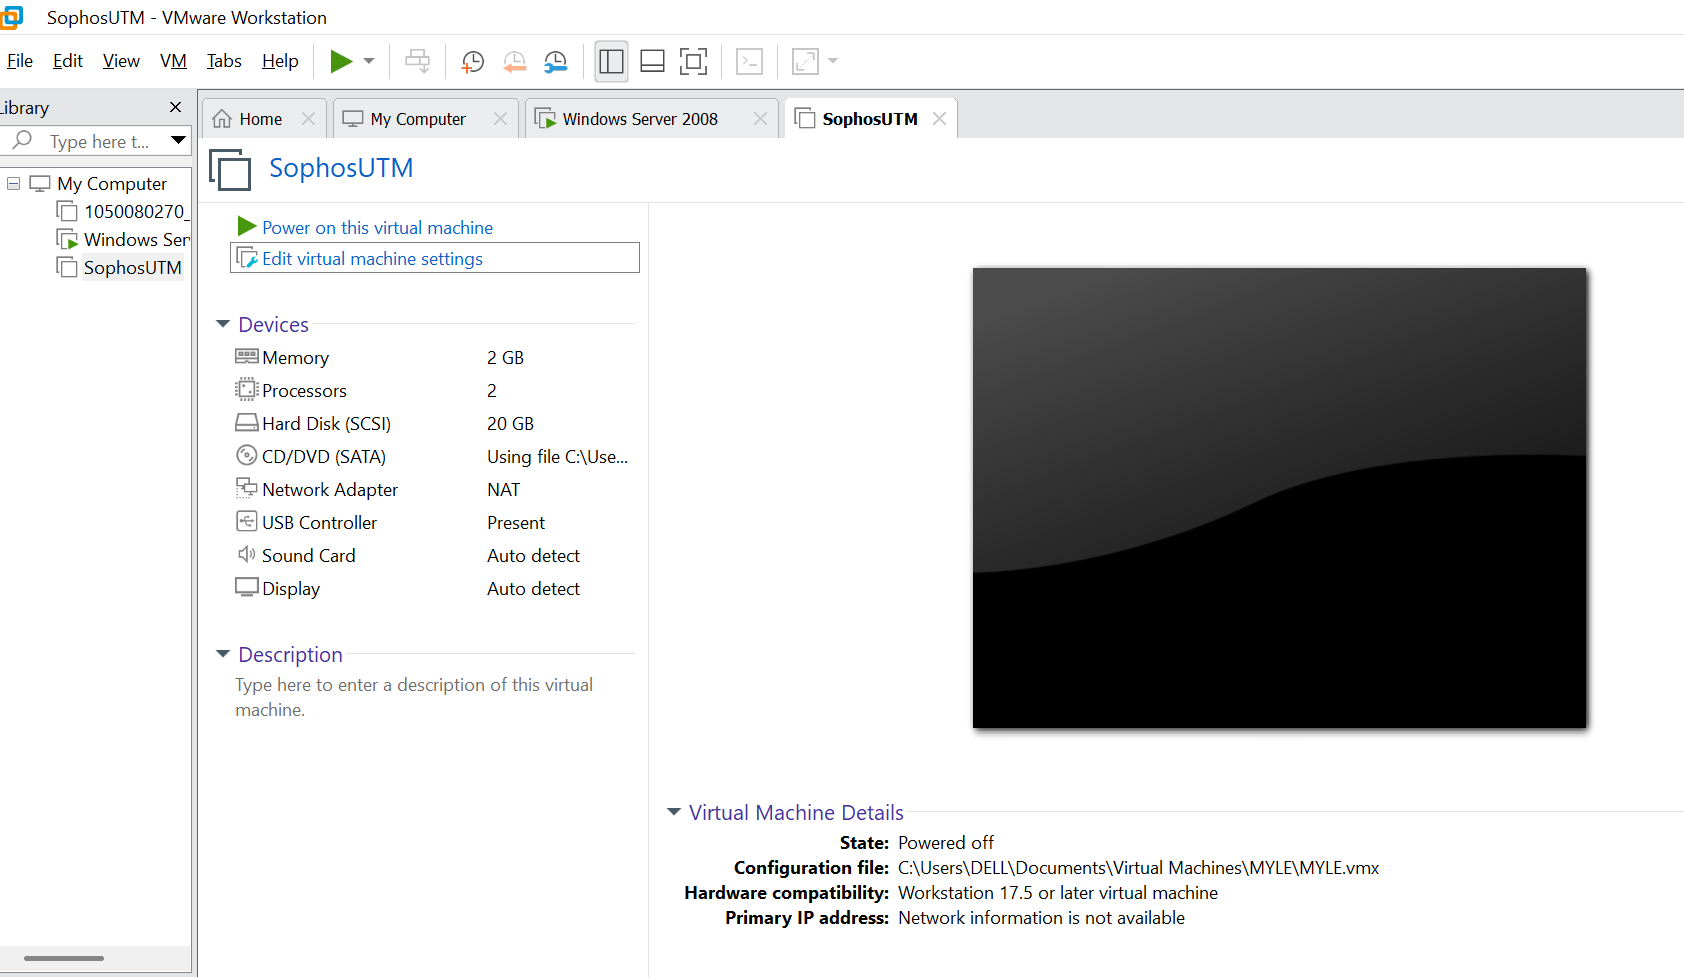 SophosUTM - VMware Workstation
File Edit View VM Tabs Help
Library
Type here t...
My Computer
1050080270_
Windows Ser
SophosUTM
Home
My Computer
Windows Server 2008
SophosUTM
SophosUTM
Power on this virtual machine
Edit virtual machine settings
Devices
Memory 2 GB
Processors 2
Hard Disk (SCSI) 20 GB
CD/DVD (SATA) Using file C:\Use...
Network Adapter NAT
USB Controller Present
Sound Card Auto detect
Display Auto detect
Description
Type here to enter a description of this virtual
machine.
Virtual Machine Details
State: Powered off
Configuration file: C:\Users\DELL\Documents\Virtual Machines\MYLE\MYLE.vmx
Hardware compatibility: Workstation 17.5 or later virtual machine
Primary IP address: Network information is not available